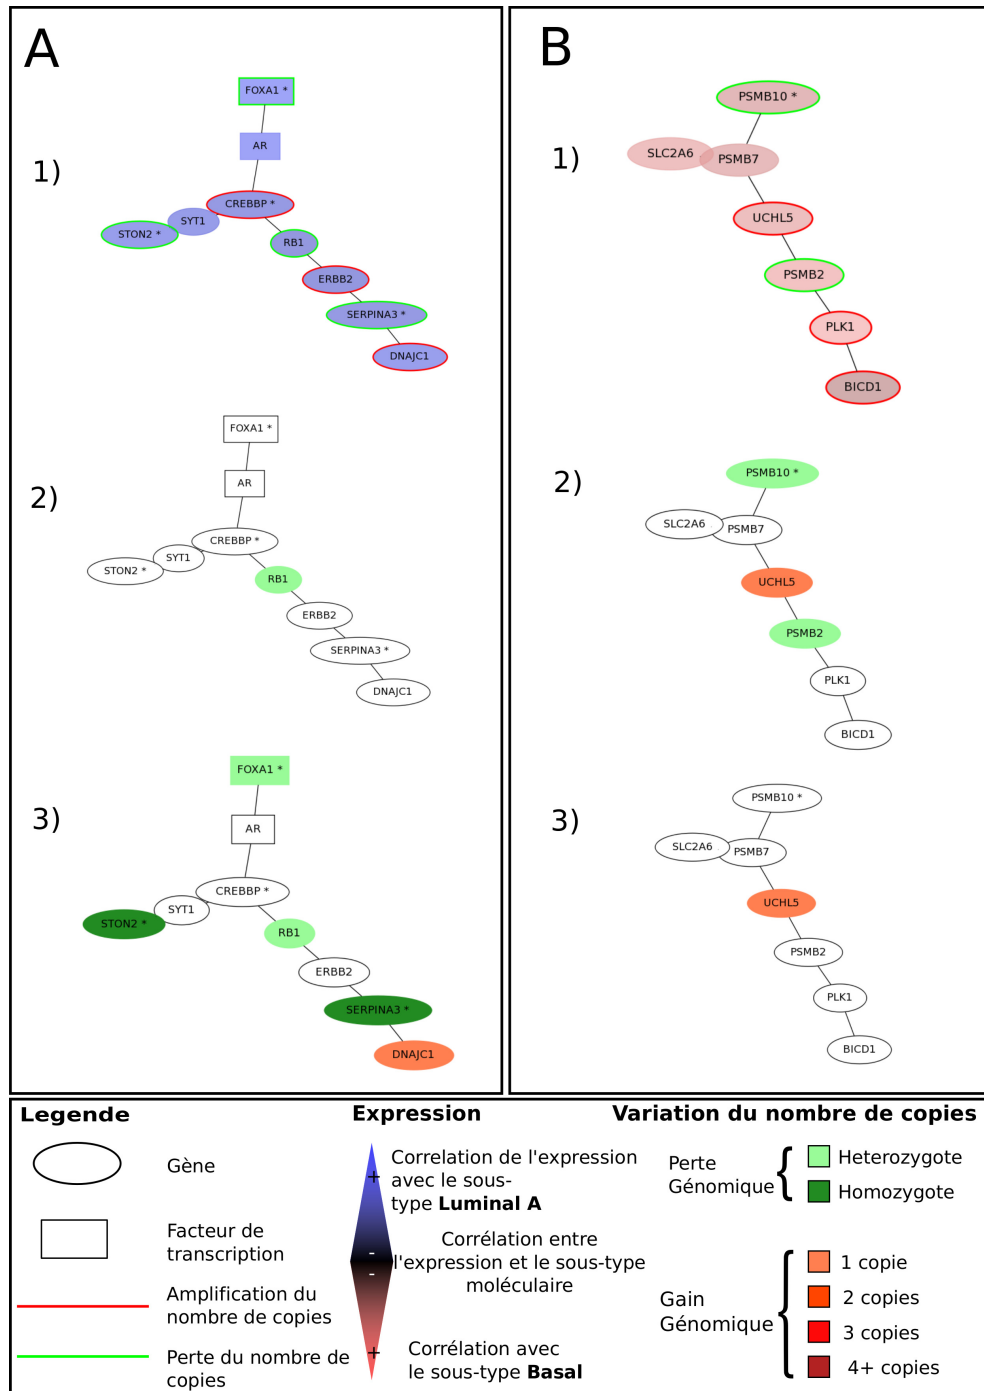 A
1)
FOXA1 *
AR
CREBBP *
SYT1
STON2 *
RB1
ERBB2
SERPINA3 *
DNAJC1
2)
FOXA1 *
AR
CREBBP *
SYT1
STON2 *
RB1
ERBB2
SERPINA3 *
DNAJC1
3)
FOXA1 *
AR
CREBBP *
SYT1
STON2 *
RB1
ERBB2
SERPINA3 *
DNAJC1
B
1)
PSMB10 *
SLC2A6
PSMB7
UCHL5
PSMB2
PLK1
BICD1
2)
PSMB10 *
SLC2A6
PSMB7
UCHL5
PSMB2
PLK1
BICD1
3)
PSMB10 *
SLC2A6
PSMB7
UCHL5
PSMB2
PLK1
BICD1
Legende
Gène
Facteur de
transcription
Amplification du
nombre de copies
Perte du nombre de
copies
Expression
+
Correlation de l'expression
avec le sous-
type Luminal A
-
-
Corrélation entre
l'expression et le sous-type
moléculaire
+
Corrélation avec
le sous-type Basal
Variation du nombre de copies
Perte
Génomique
{
Heterozygote
Homozygote
Gain
Génomique
{
1 copie
2 copies
3 copies
4+ copies